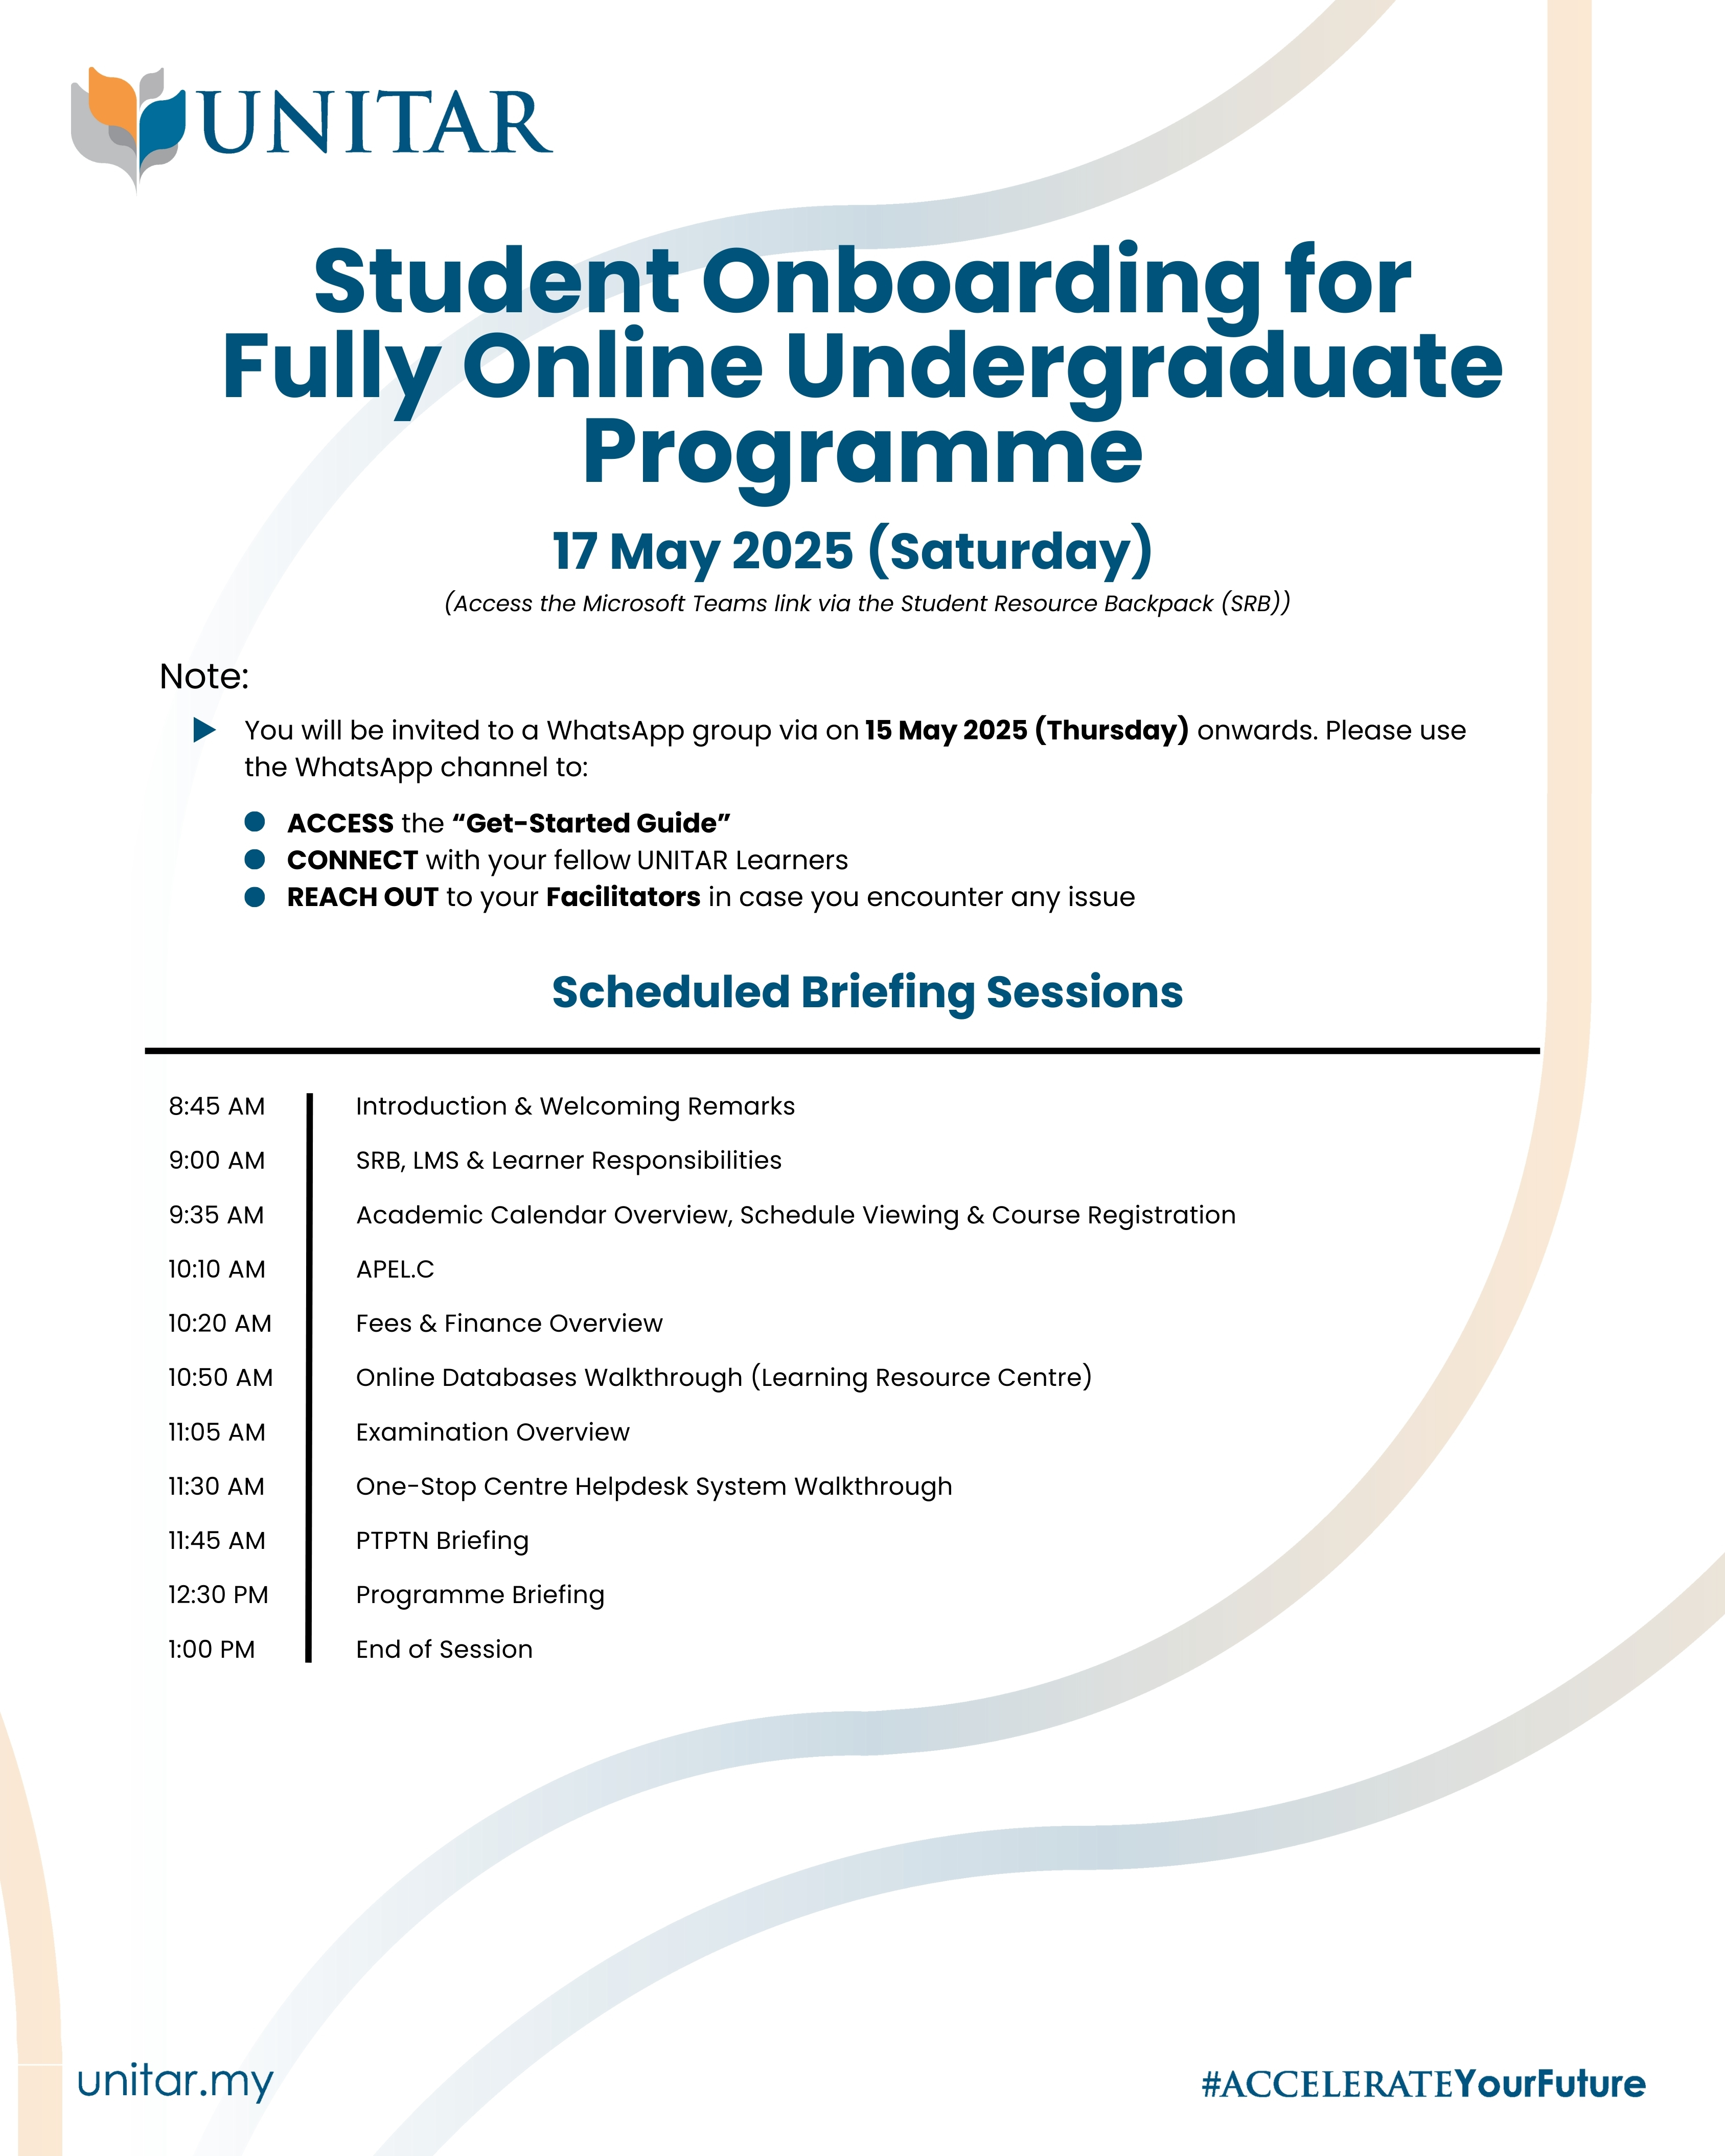 UNITAR
Student Onboarding for
Fully Online Undergraduate
Programme
17 May 2025 (Saturday)
(Access the Microsoft Teams link via the Student Resource Backpack (SRB))
Note:
You will be invited to a WhatsApp group via on 15 May 2025 (Thursday) onwards. Please use
the WhatsApp channel to:
ACCESS the “Get-Started Guide”
CONNECT with your fellow UNITAR Learners
REACH OUT to your Facilitators in case you encounter any issue
Scheduled Briefing Sessions
8:45 AM Introduction & Welcoming Remarks
9:00 AM SRB, LMS & Learner Responsibilities
9:35 AM Academic Calendar Overview, Schedule Viewing & Course Registration
10:10 AM APEL.C
10:20 AM Fees & Finance Overview
10:50 AM Online Databases Walkthrough (Learning Resource Centre)
11:05 AM Examination Overview
11:30 AM One-Stop Centre Helpdesk System Walkthrough
11:45 AM PTPTN Briefing
12:30 PM Programme Briefing
1:00 PM End of Session
unitar.my #ACCELERATEYourFuture